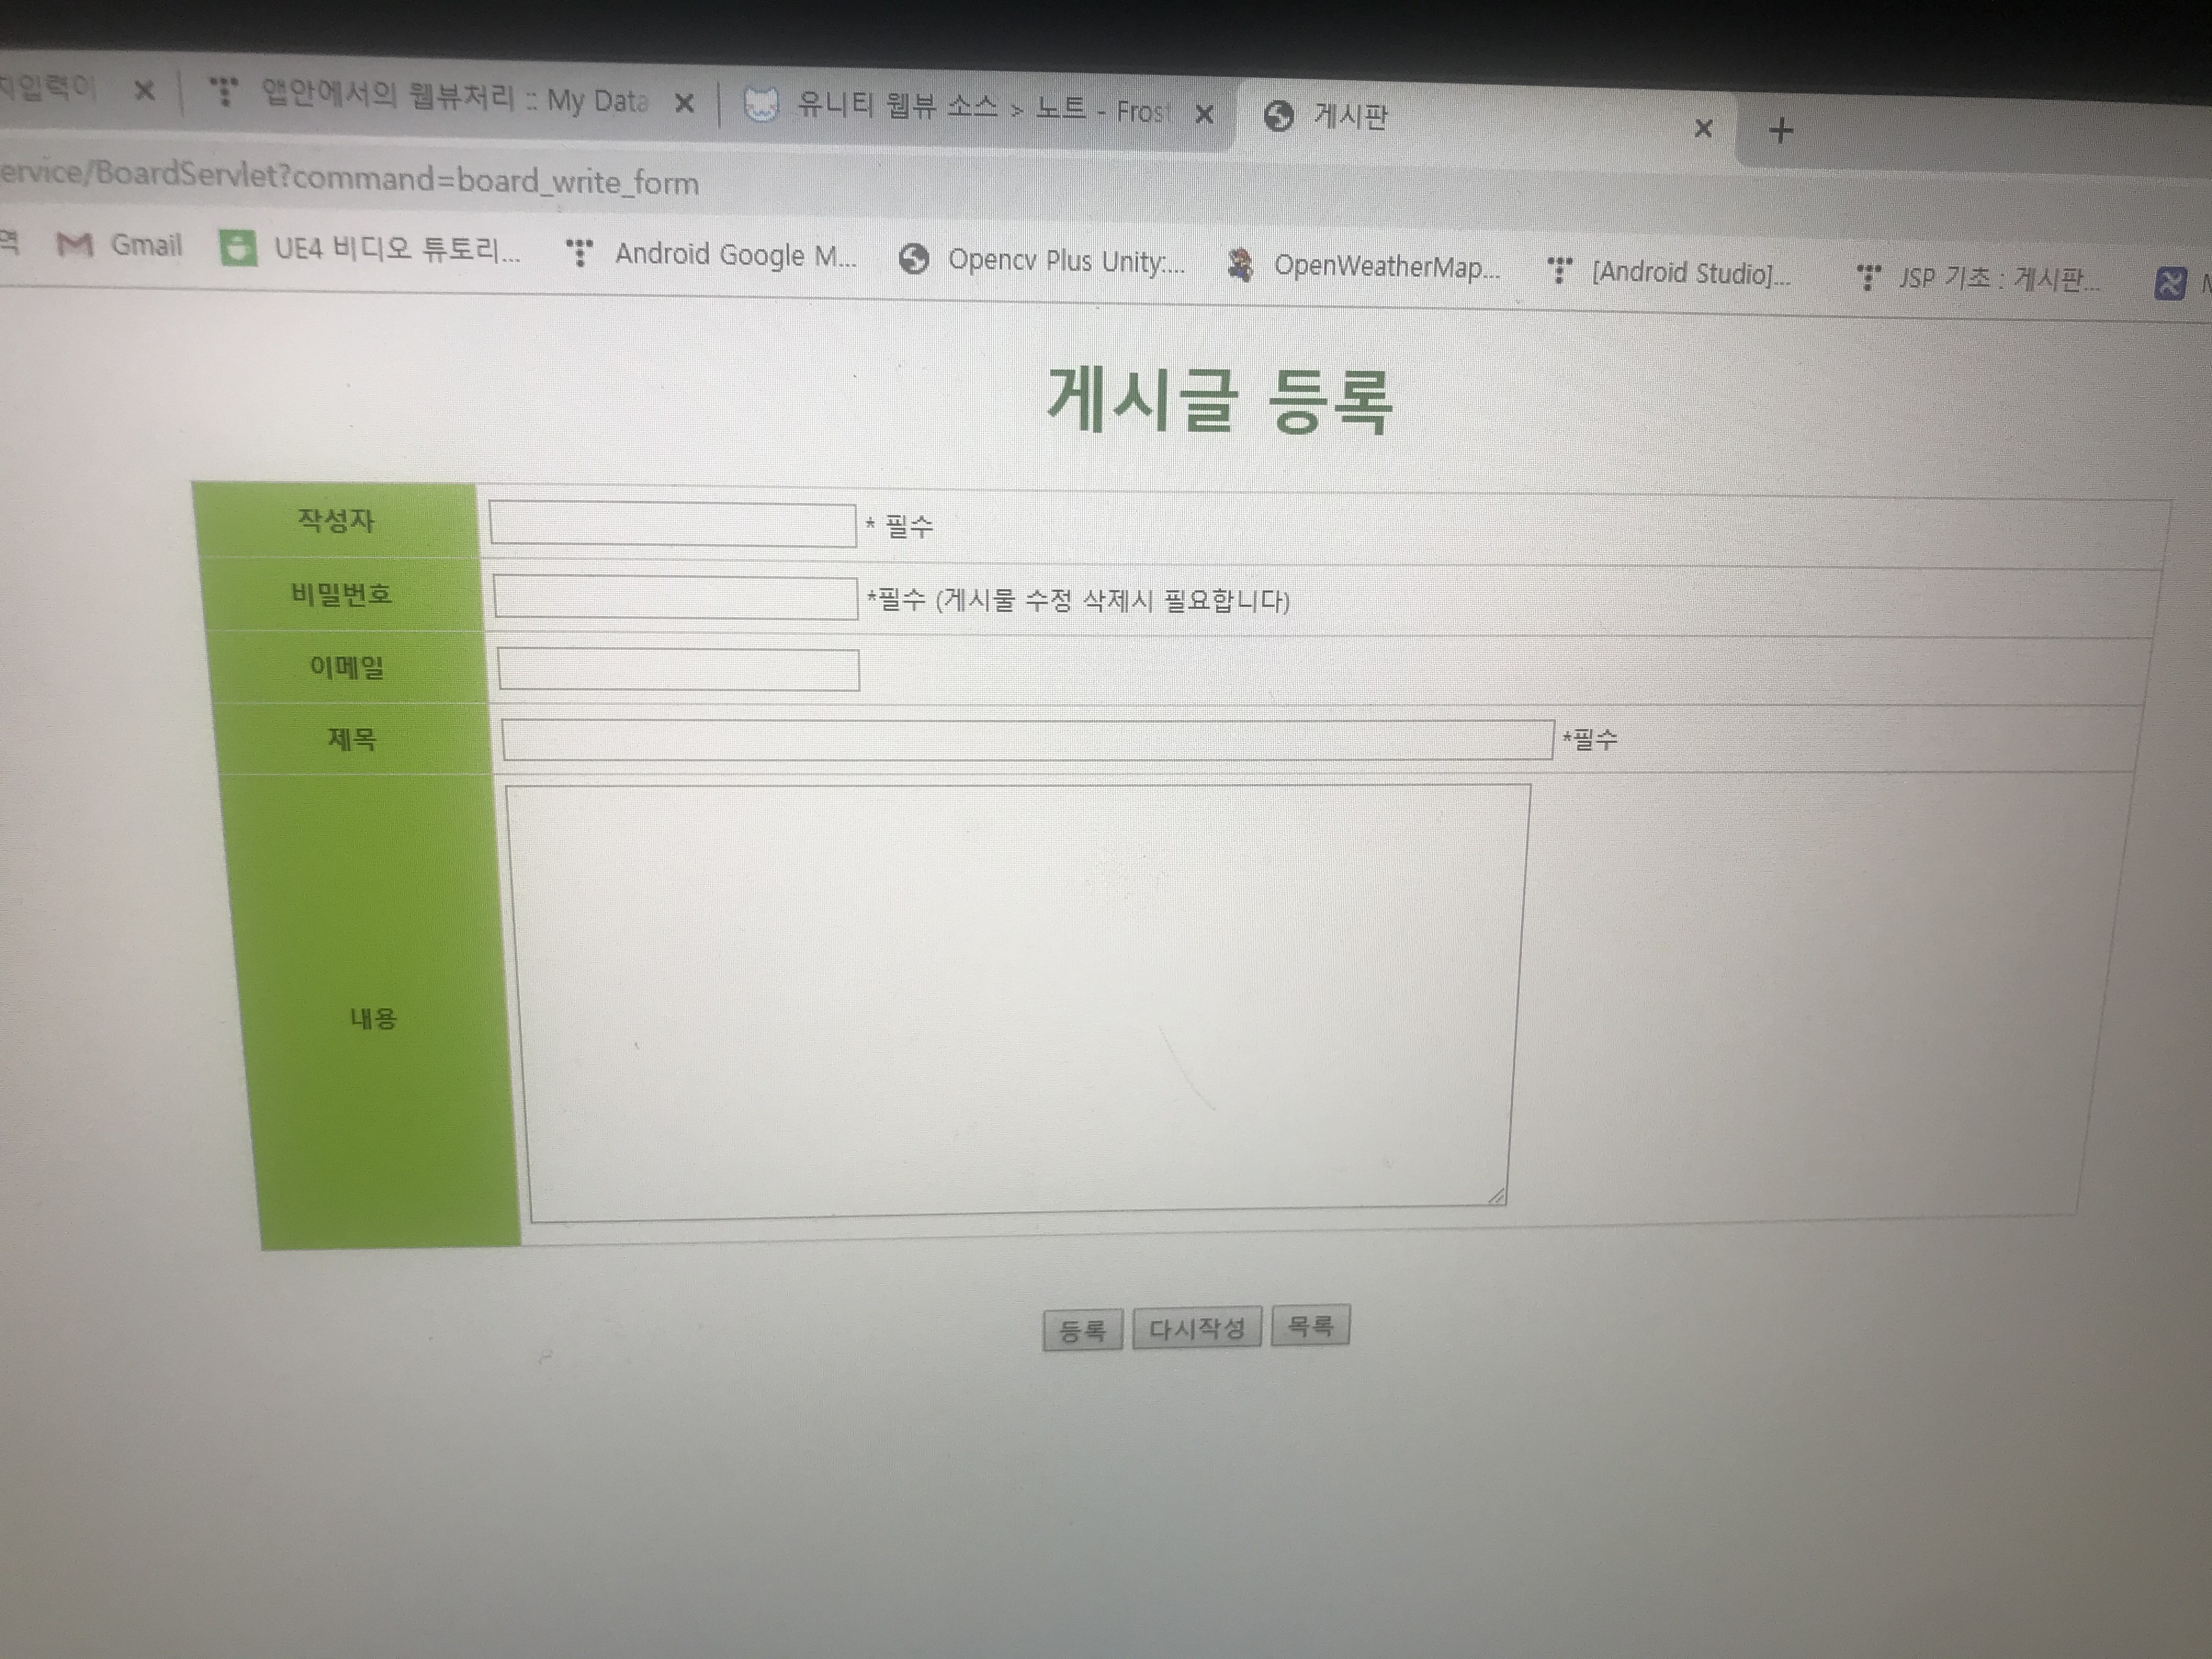 앱안에서의 웹뷰처리 :: My Data
유니티 웹뷰 소스 > 노트 - Frost
게시판
ervice/BoardServlet?command=board_write_form
역 Gmail UE4 비디오 튜토리... Android Google M... Opencv Plus Unity:... OpenWeatherMap... [Android Studio]... JSP 기초 : 게시판...
게시글 등록
작성자 * 필수
비밀번호 *필수 (게시물 수정 삭제시 필요합니다)
이메일
제목 *필수
내용
등록 다시작성 목록